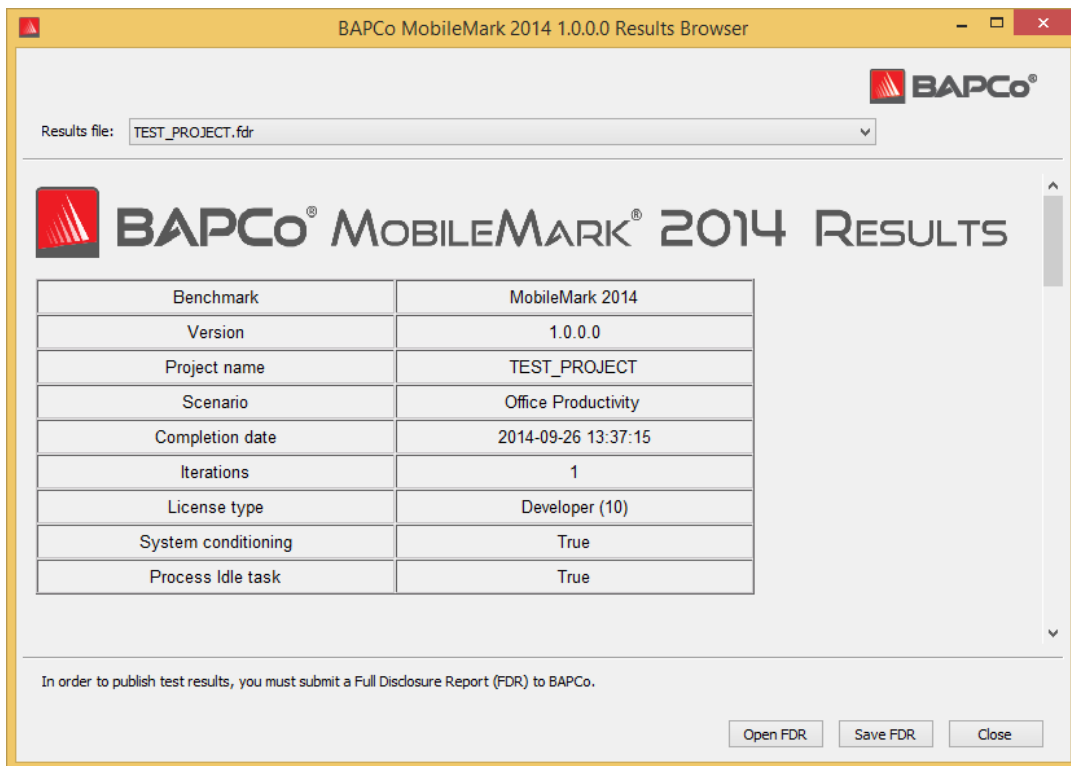 BAPCo MobileMark 2014 1.0.0.0 Results Browser
BAPCo®
Results file: TEST_PROJECT.fdr
BAPCo® MobileMark® 2014 Results
Benchmark MobileMark 2014
Version 1.0.0.0
Project name TEST_PROJECT
Scenario Office Productivity
Completion date 2014-09-26 13:37:15
Iterations 1
License type Developer (10)
System conditioning True
Process Idle task True
In order to publish test results, you must submit a Full Disclosure Report (FDR) to BAPCo.
Open FDR Save FDR Close